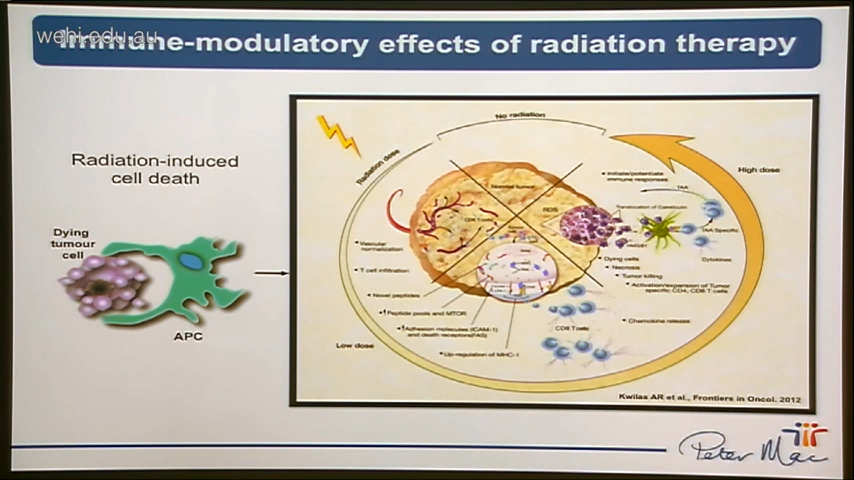 wehi.edu.au
Immune-modulatory effects of radiation therapy
Radiation-induced
cell death
Dying
tumour
cell
APC
No radiation
Radiation dose
High dose
Low dose
Normal tumor
CD8 T cells
• Initiate/potentiate
immune responses
TAA
Translocation of Calreticulin
HMGB1
TAA Specific
Cytokines
• Dying cells
• Necrosis
• Tumor killing
• Activation/expansion of Tumor
specific CD4, CD8 T cells
• Chemokine release
CD8 T cells
• Vascular
normalization
• T cell infiltration
• Novel peptides
• Peptide pools and MTOR
• Adhesion molecules (ICAM-1)
and death receptors(FAS)
• Up-regulation of MHC-1
Kwilas AR et al., Frontiers in Oncol. 2012
Peter Mac